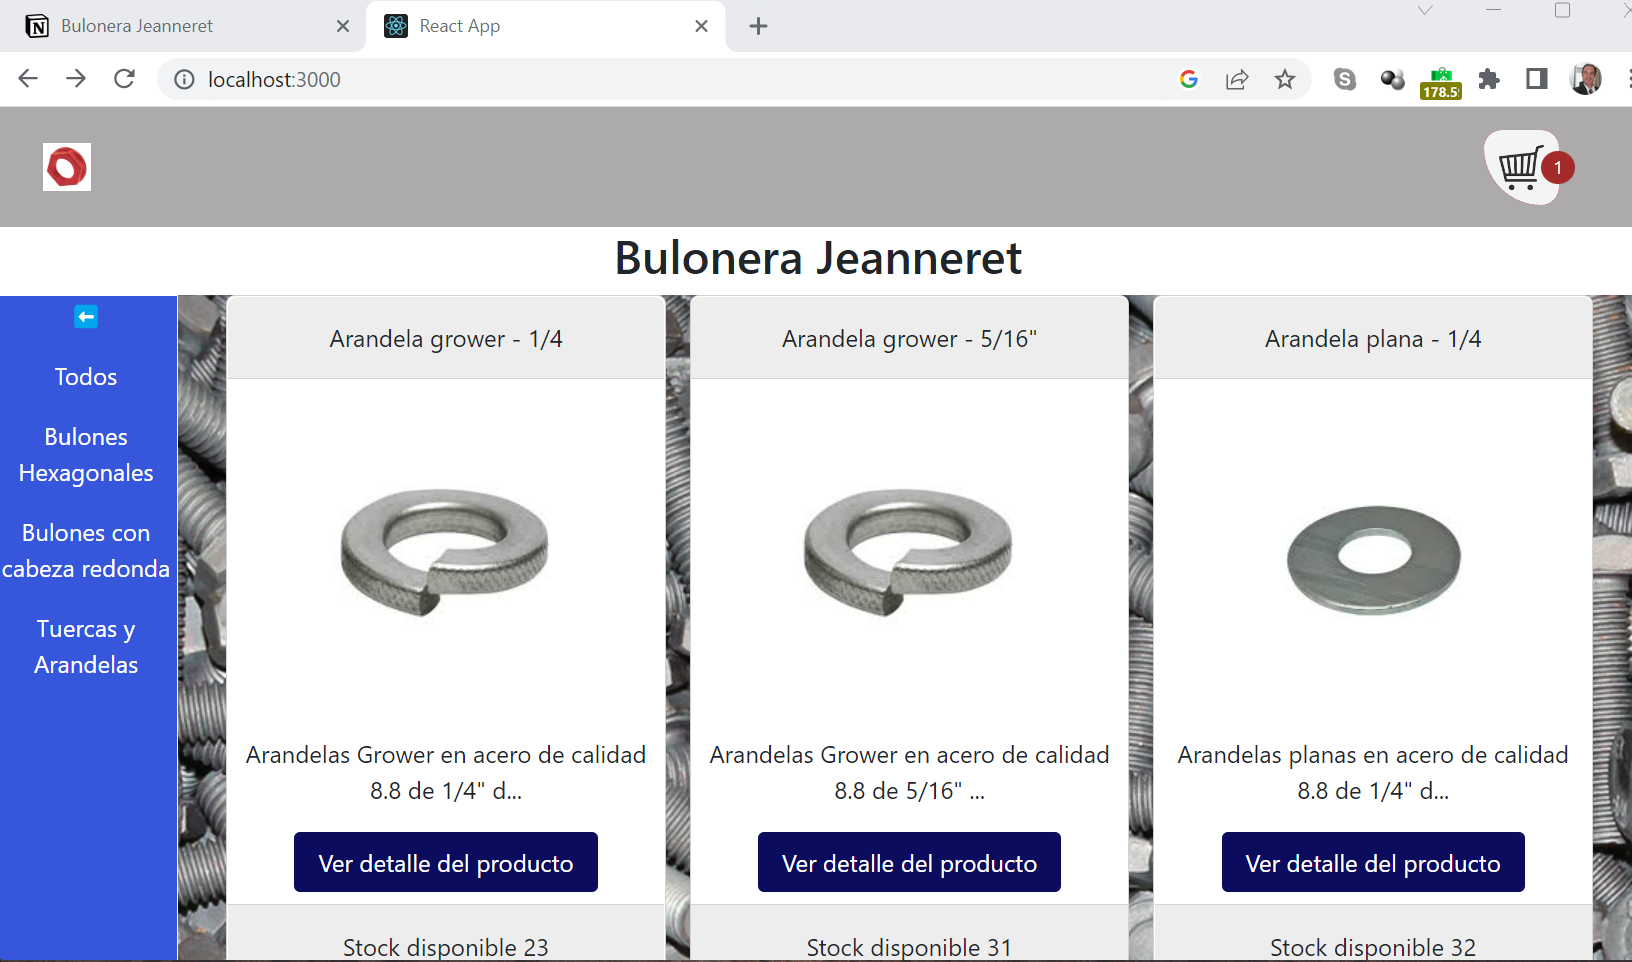 Bulonera Jeanneret
React App
localhost:3000
178.5
1
Bulonera Jeanneret
Todos
Bulones
Hexagonales
Bulones con
cabeza redonda
Tuercas y
Arandelas
Arandela grower - 1/4
Arandelas Grower en acero de calidad
8.8 de 1/4" d...
Ver detalle del producto
Stock disponible 23
Arandela grower - 5/16"
Arandelas Grower en acero de calidad
8.8 de 5/16" ...
Ver detalle del producto
Stock disponible 31
Arandela plana - 1/4
Arandelas planas en acero de calidad
8.8 de 1/4" d...
Ver detalle del producto
Stock disponible 32